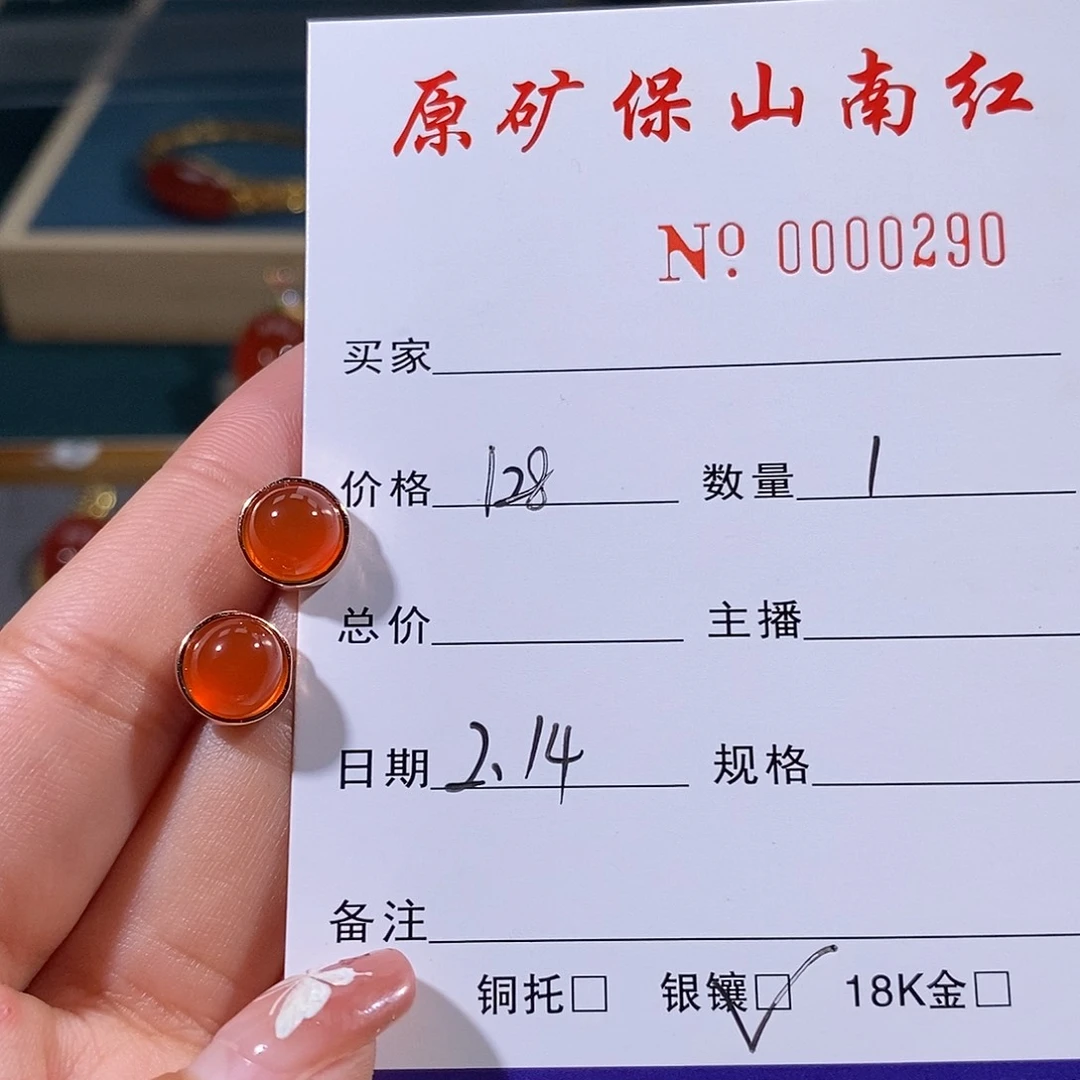 原矿保山南红
Nº 0000290
买家
价格 128 数量 1
总价 主播
日期 2.14 规格
备注
铜托□ 银镶☑ 18K金□